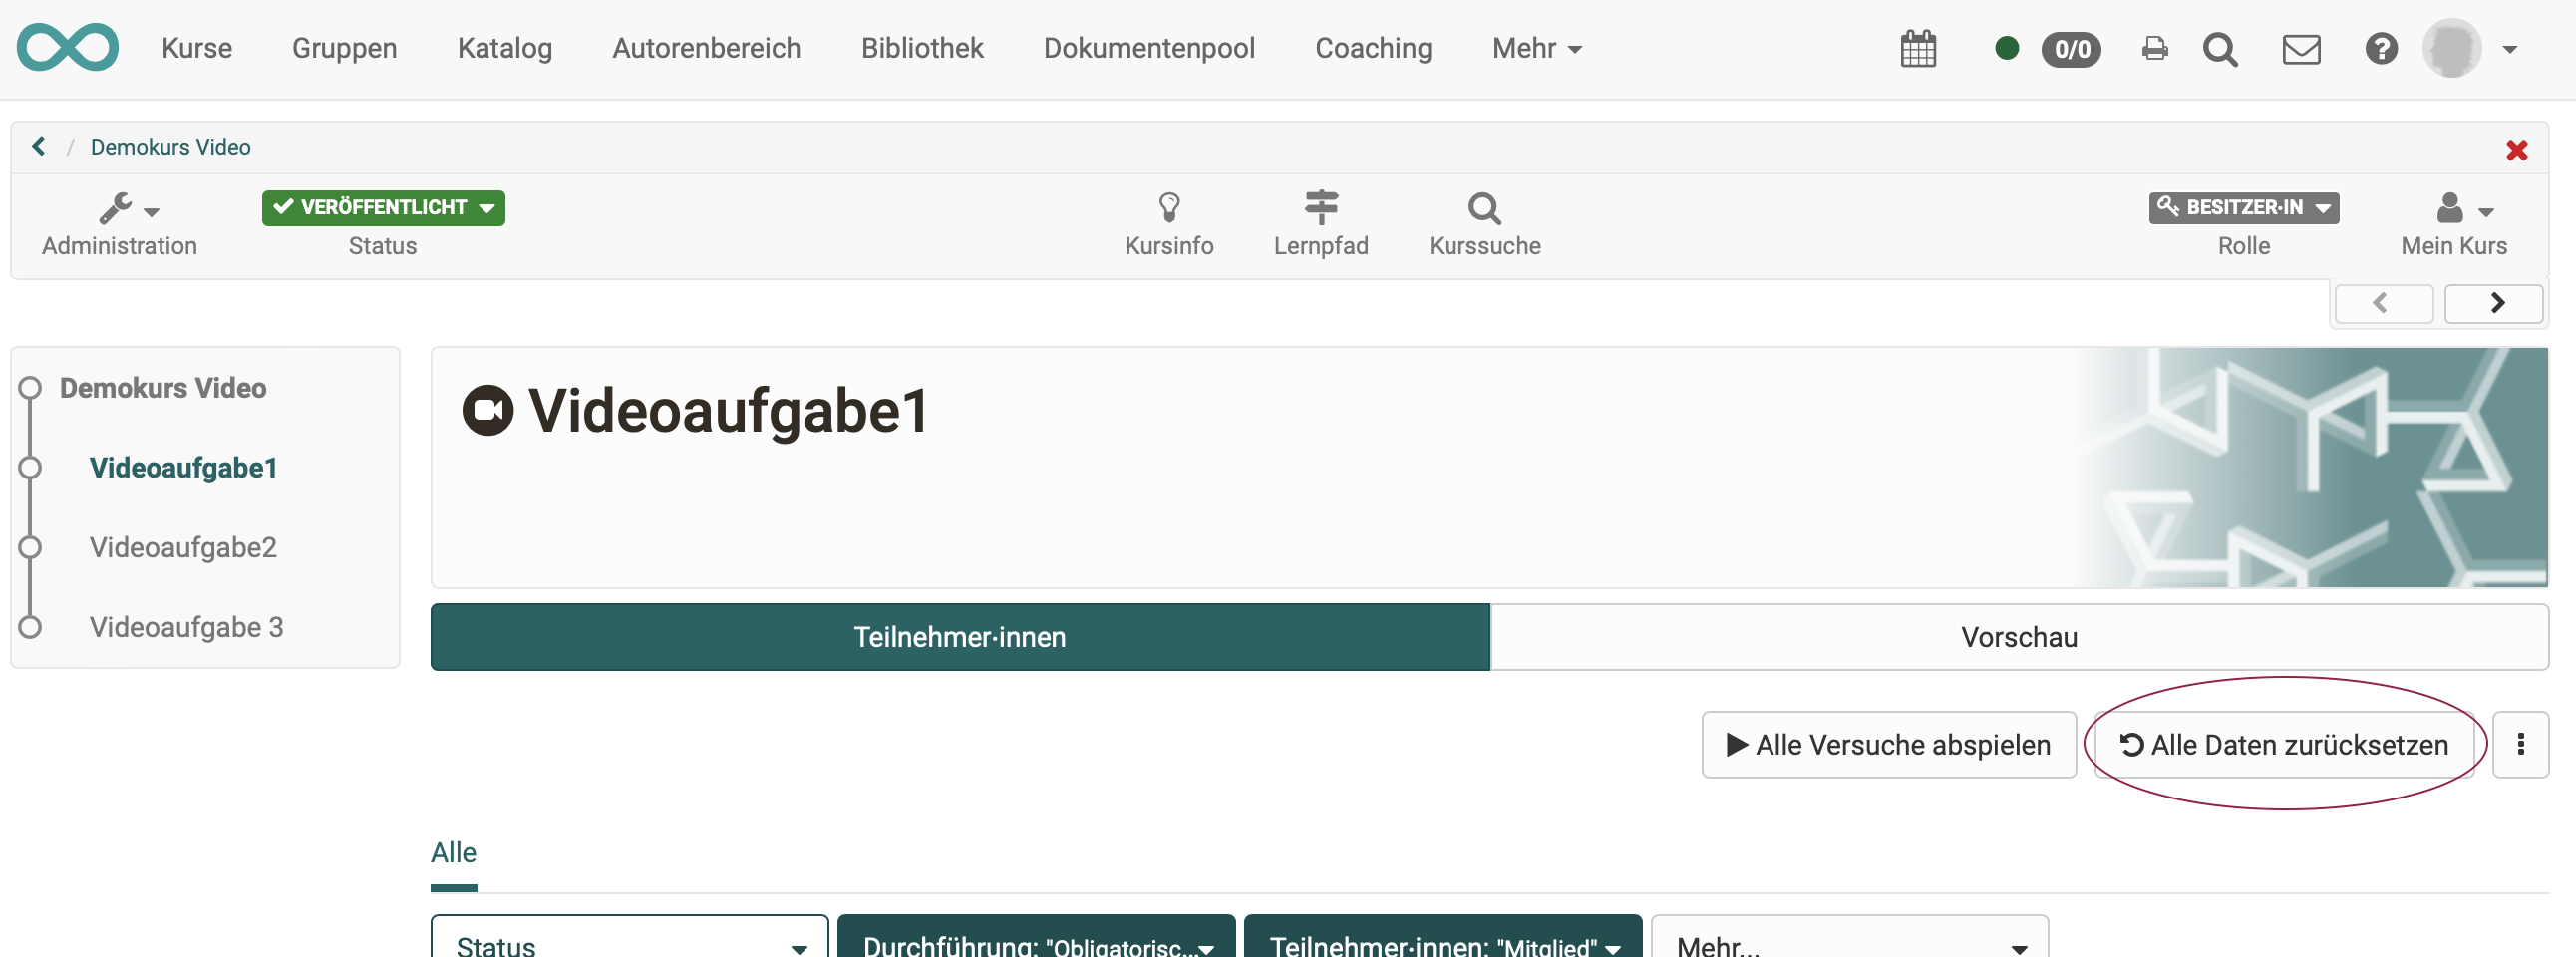 Kurse Gruppen Katalog Autorenbereich Bibliothek Dokumentenpool Coaching Mehr 0/0
/ Demokurs Video
VERÖFFENTLICHT BESITZER·IN
Administration Status Kursinfo Lernpfad Kurssuche Rolle Mein Kurs
Demokurs Video
Videoaufgabe1
Videoaufgabe2
Videoaufgabe 3
Videoaufgabe1
Teilnehmer·innen Vorschau
Alle Versuche abspielen Alle Daten zurücksetzen
Alle
Status Durchführung: "Obligatorisc... Teilnehmer·innen: "Mitglied" Mehr...